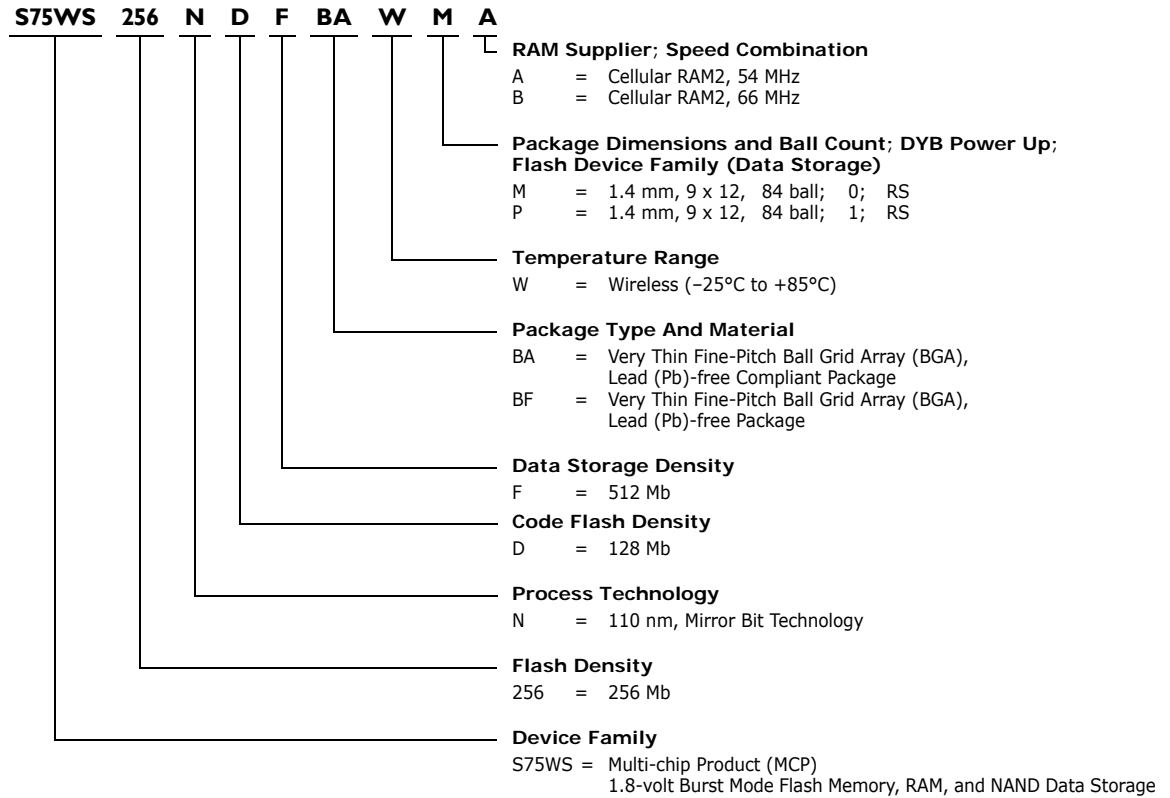 S75WS 256 N D F BA W M A
RAM Supplier; Speed Combination
A = Cellular RAM2, 54 MHz
B = Cellular RAM2, 66 MHz
Package Dimensions and Ball Count; DYB Power Up;
Flash Device Family (Data Storage)
M = 1.4 mm, 9 x 12, 84 ball; 0; RS
P = 1.4 mm, 9 x 12, 84 ball; 1; RS
Temperature Range
W = Wireless (–25°C to +85°C)
Package Type And Material
BA = Very Thin Fine-Pitch Ball Grid Array (BGA),
Lead (Pb)-free Compliant Package
BF = Very Thin Fine-Pitch Ball Grid Array (BGA),
Lead (Pb)-free Package
Data Storage Density
F = 512 Mb
Code Flash Density
D = 128 Mb
Process Technology
N = 110 nm, Mirror Bit Technology
Flash Density
256 = 256 Mb
Device Family
S75WS = Multi-chip Product (MCP)
1.8-volt Burst Mode Flash Memory, RAM, and NAND Data Storage